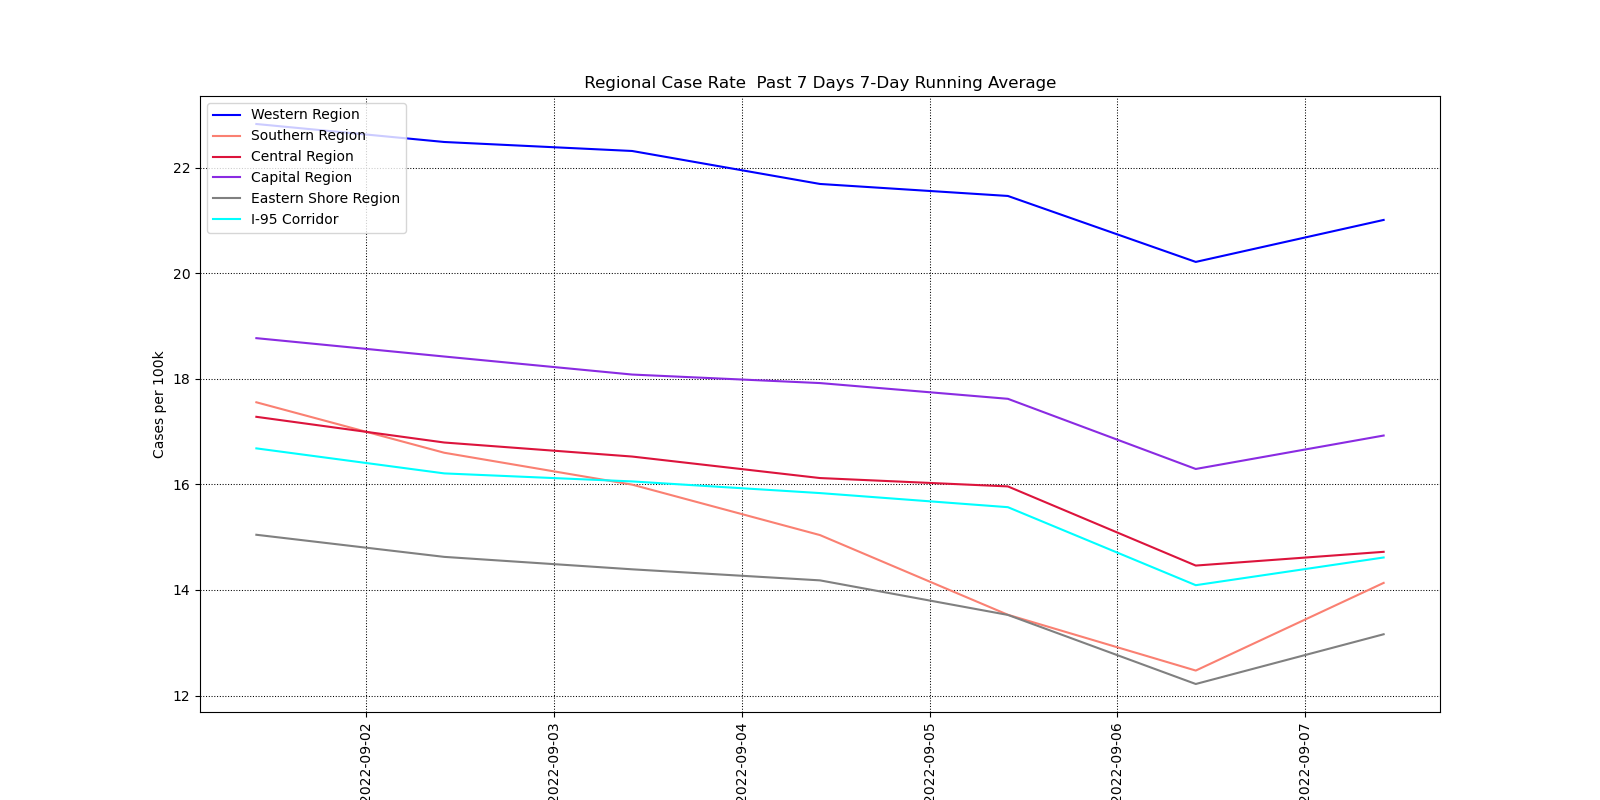 Regional Case Rate  Past 7 Days 7-Day Running Average
Western Region
Southern Region
Central Region
Capital Region
Eastern Shore Region
I-95 Corridor
Cases per 100k
22
20
18
16
14
12
2022-09-02
2022-09-03
2022-09-04
2022-09-05
2022-09-06
2022-09-07